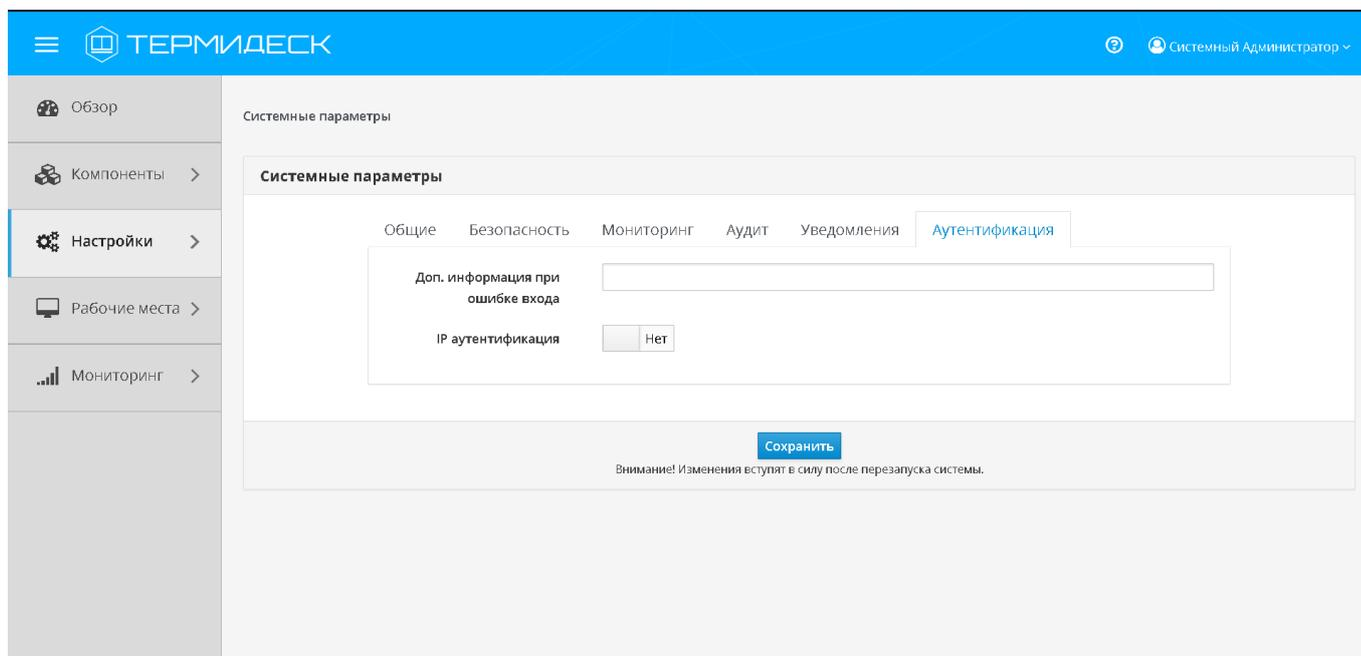 ТЕРМИДЕСК
Системный Администратор
Обзор
Компоненты
Настройки
Рабочие места
Мониторинг
Системные параметры
Системные параметры
Общие Безопасность Мониторинг Аудит Уведомления Аутентификация
Доп. информация при
ошибке входа
IP аутентификация Нет
Сохранить
Внимание! Изменения вступят в силу после перезапуска системы.